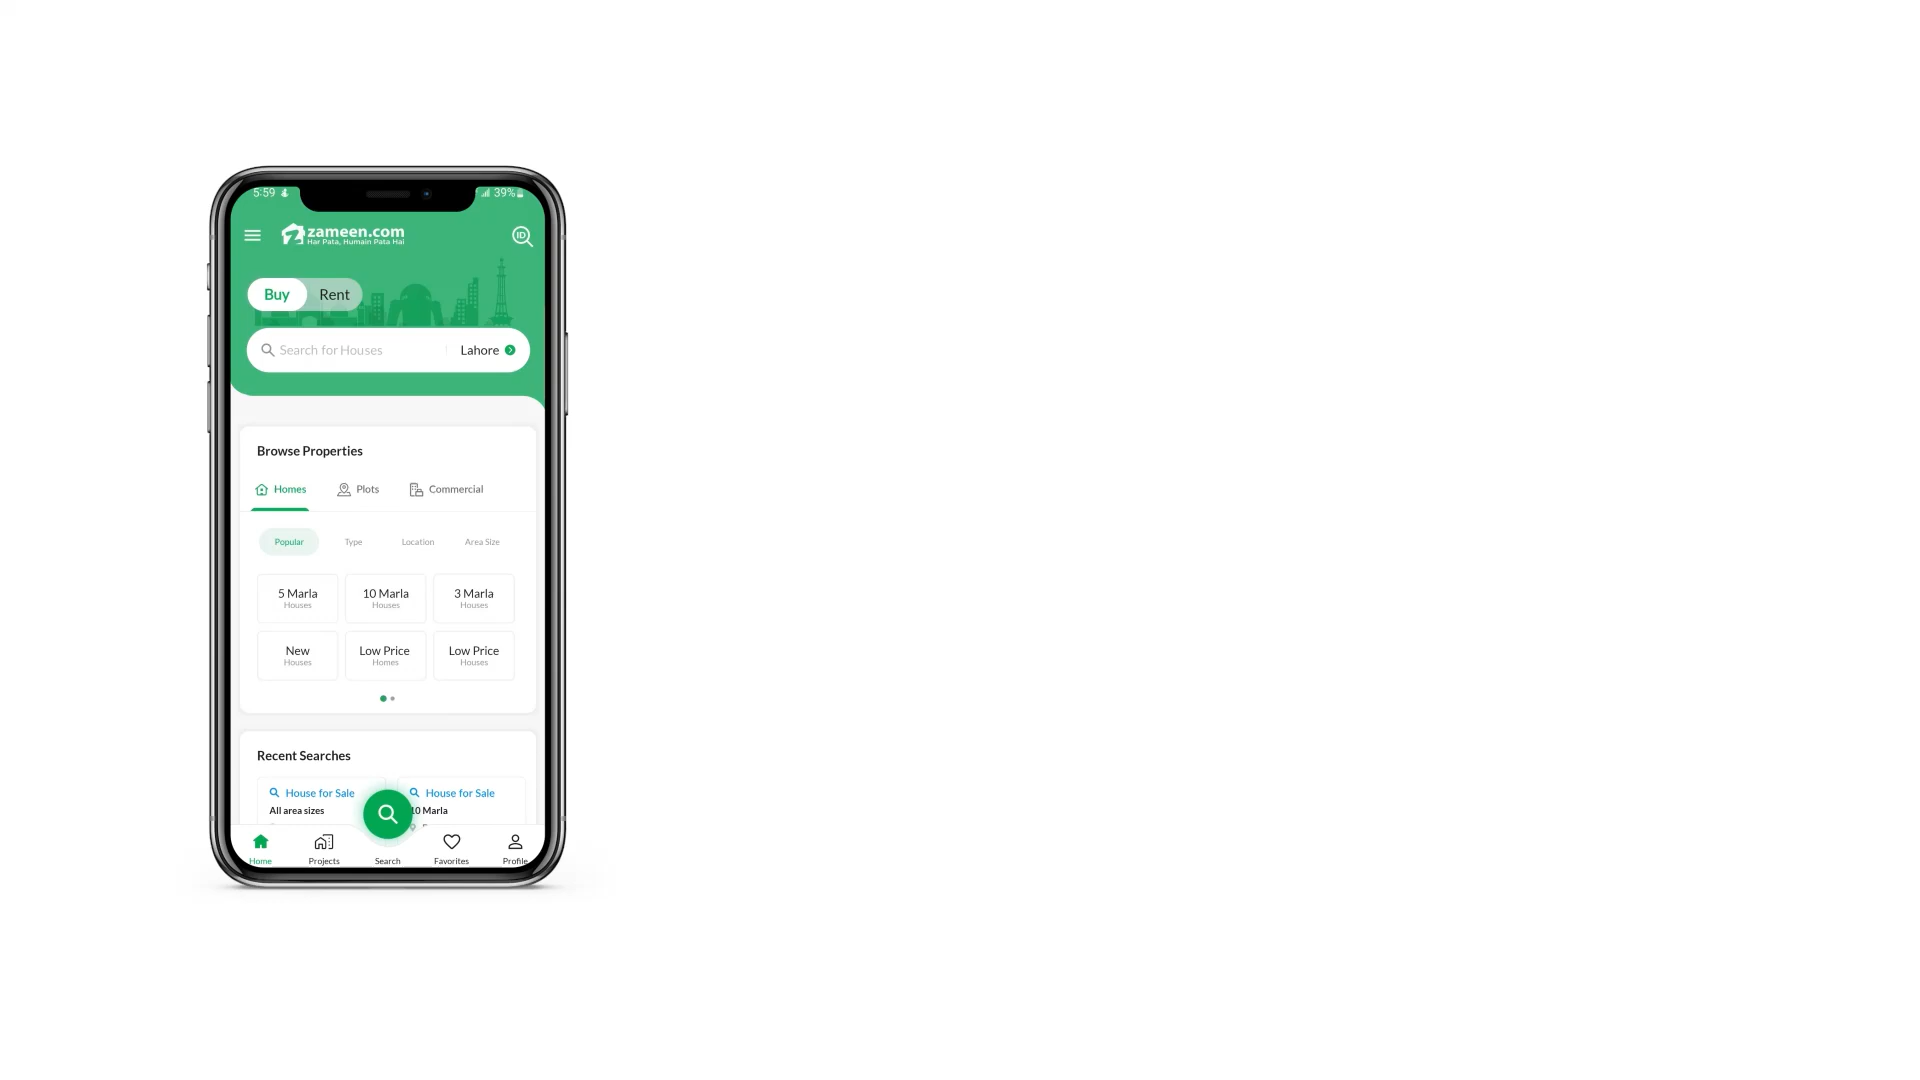 5:59
39%
zameen.com
Har Pata, Humain Pata Hai
ID
Buy Rent
Search for Houses Lahore
Browse Properties
Homes Plots Commercial
Popular Type Location Area Size
5 Marla 10 Marla 3 Marla
Houses Houses Houses
New Low Price Low Price
Houses Homes Houses
Recent Searches
House for Sale House for Sale
All area sizes 10 Marla
Home Projects Search Favorites Profile